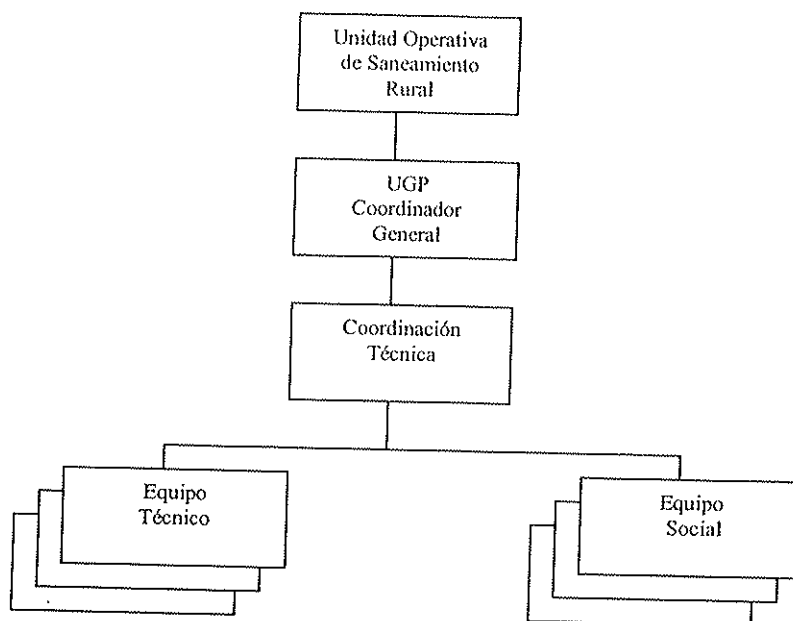 Unidad Operativa
de Saneamiento
Rural
UGP
Coordinador
General
Coordinación
Técnica
Equipo
Técnico
Equipo
Social